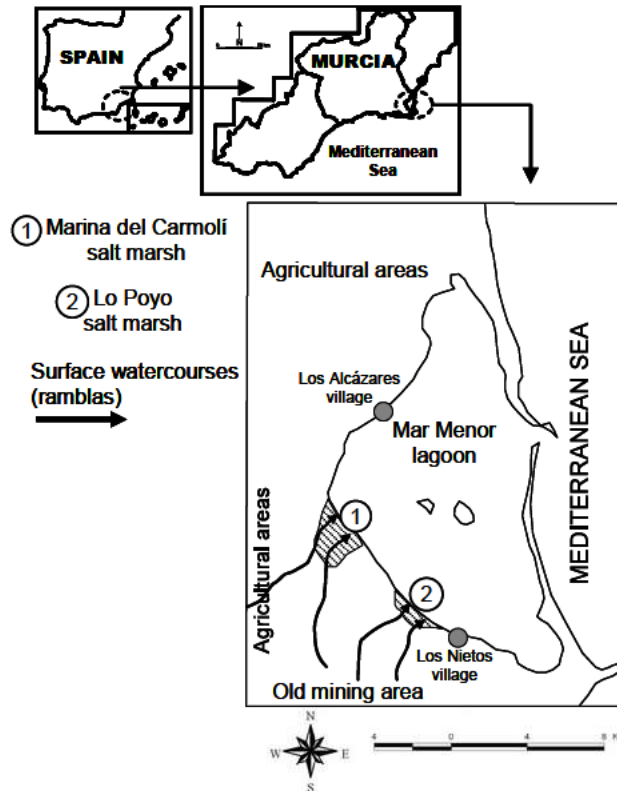 SPAIN
N
MURCIA
Mediterranean
Sea
1 Marina del Carmolí
salt marsh
2 Lo Poyo
salt marsh
Surface watercourses
(ramblas)
Agricultural areas
Los Alcázares
village
Mar Menor
lagoon
MEDITERRANEAN SEA
Agricultural areas
1
2
Los Nietos
village
Old mining area
N
W E
S
4 0 4 8